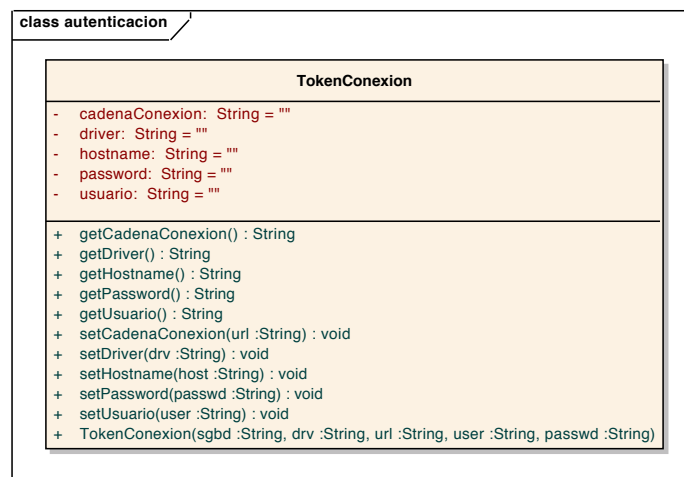 class autenticacion
TokenConexion
- cadenaConexion: String = ""
- driver: String = ""
- hostname: String = ""
- password: String = ""
- usuario: String = ""
+ getCadenaConexion() : String
+ getDriver() : String
+ getHostname() : String
+ getPassword() : String
+ getUsuario() : String
+ setCadenaConexion(url :String) : void
+ setDriver(drv :String) : void
+ setHostname(host :String) : void
+ setPassword(passwd :String) : void
+ setUsuario(user :String) : void
+ TokenConexion(sgbd :String, drv :String, url :String, user :String, passwd :String)